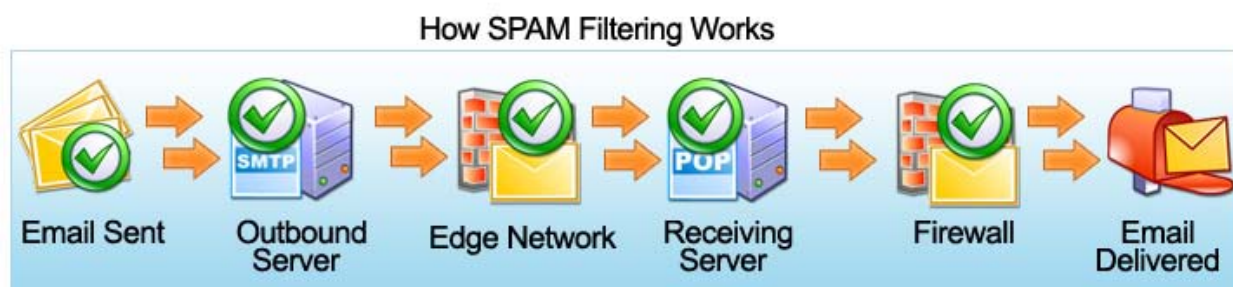 How SPAM Filtering Works
SMTP
POP
Email Sent
Outbound
Server
Edge Network
Receiving
Server
Firewall
Email
Delivered